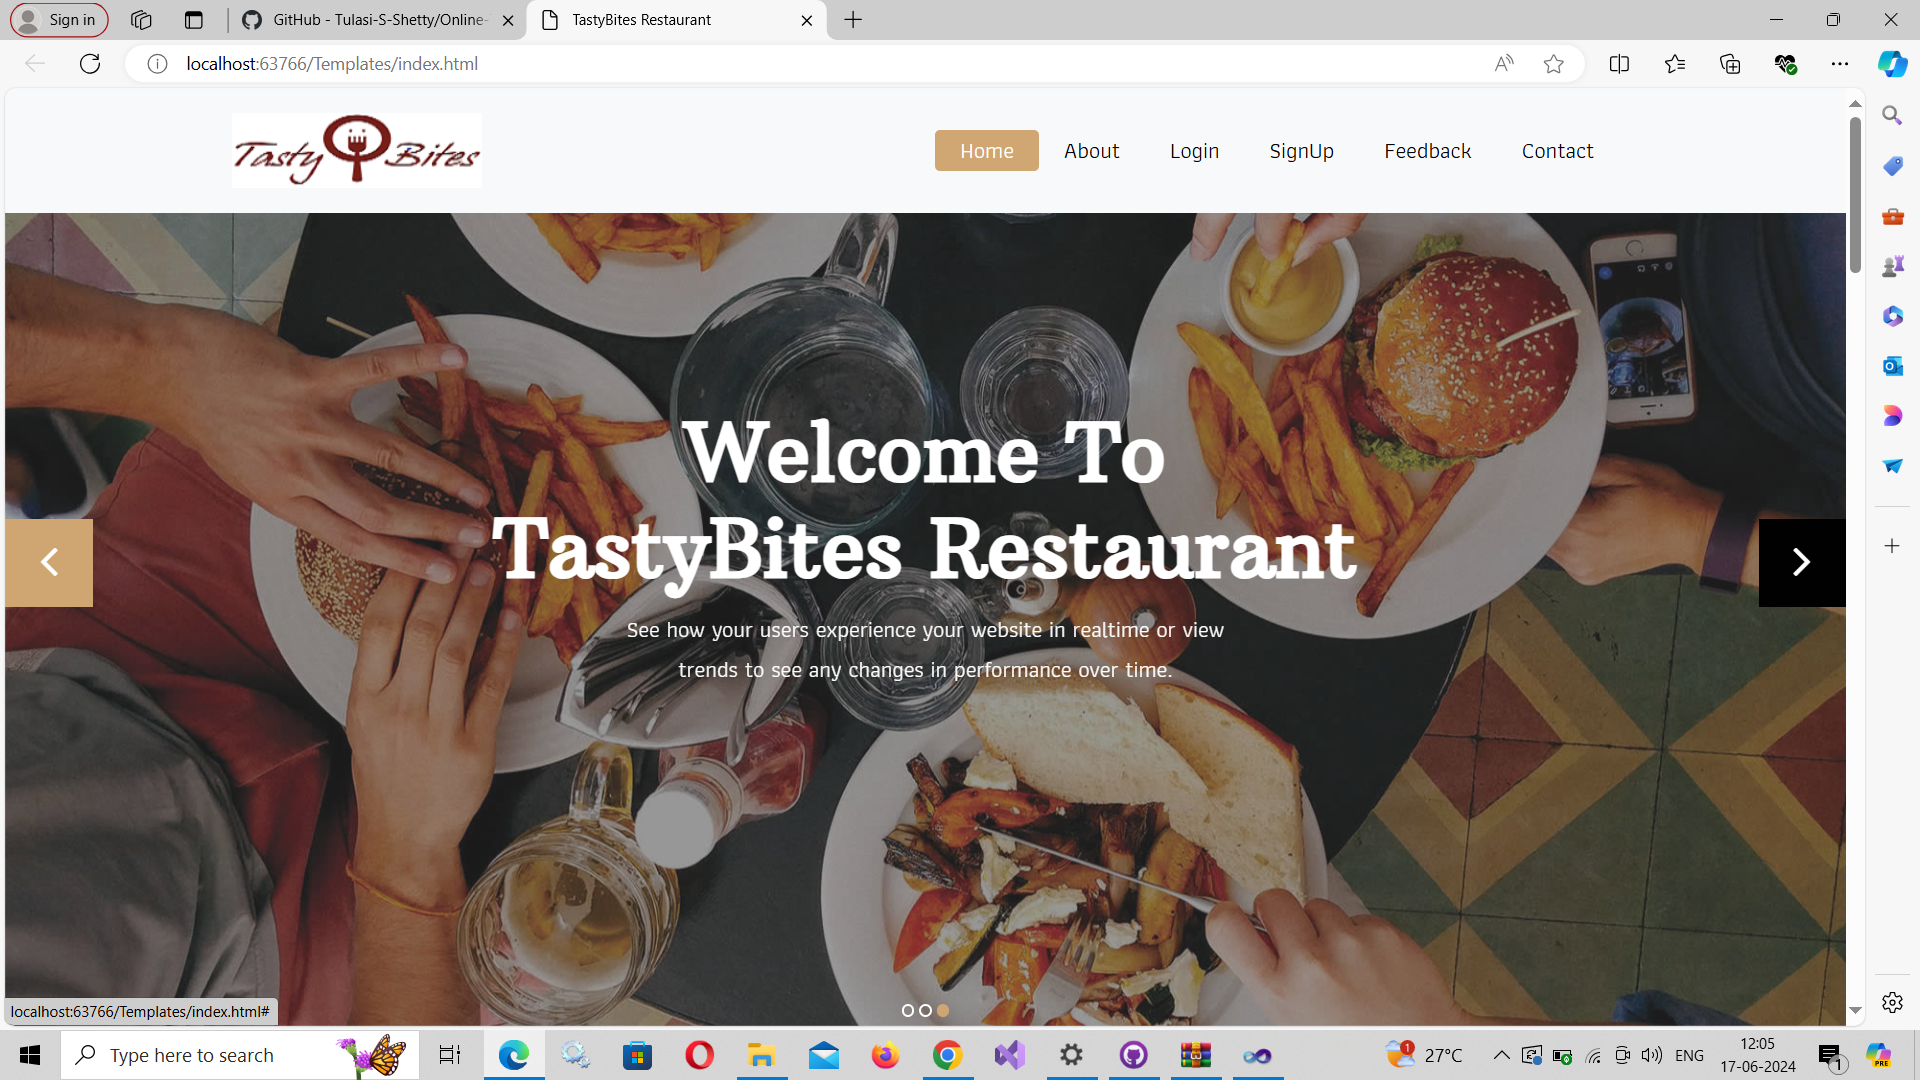 Sign in
GitHub - Tulasi-S-Shetty/Online-
TastyBites Restaurant
localhost:63766/Templates/index.html
Tasty Bites
Home
About
Login
SignUp
Feedback
Contact
Welcome To
TastyBites Restaurant
See how your users experience your website in realtime or view
trends to see any changes in performance over time.
localhost:63766/Templates/index.html#
Type here to search
1
27°C
ENG
12:05
17-06-2024
1
PRE